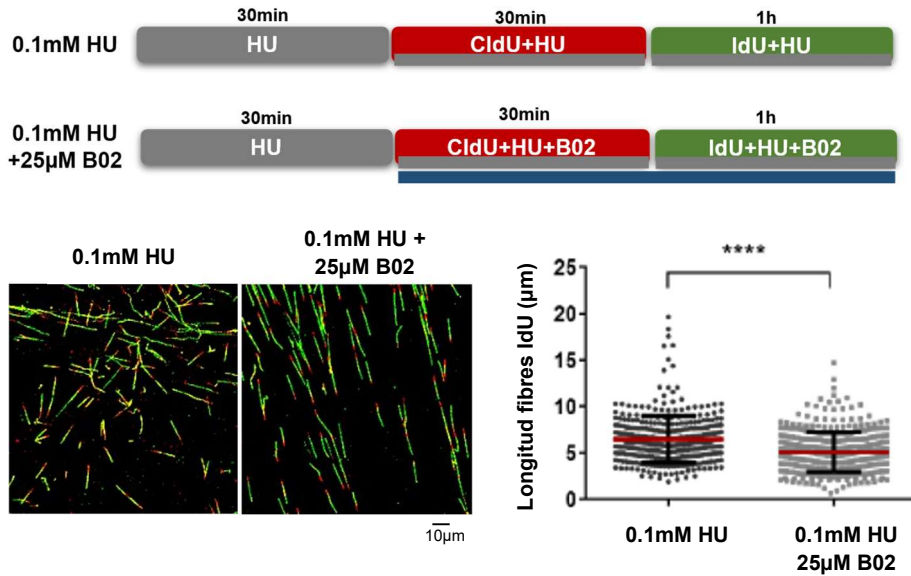 30min 30min 1h
0.1mM HU HU CldU+HU IdU+HU
30min 30min 1h
0.1mM HU
+25µM B02 HU CldU+HU+B02 IdU+HU+B02
0.1mM HU
0.1mM HU +
25µM B02
10µm
****
Longitud fibres IdU (µm)
25
20
15
10
5
0
0.1mM HU
0.1mM HU
25µM B02